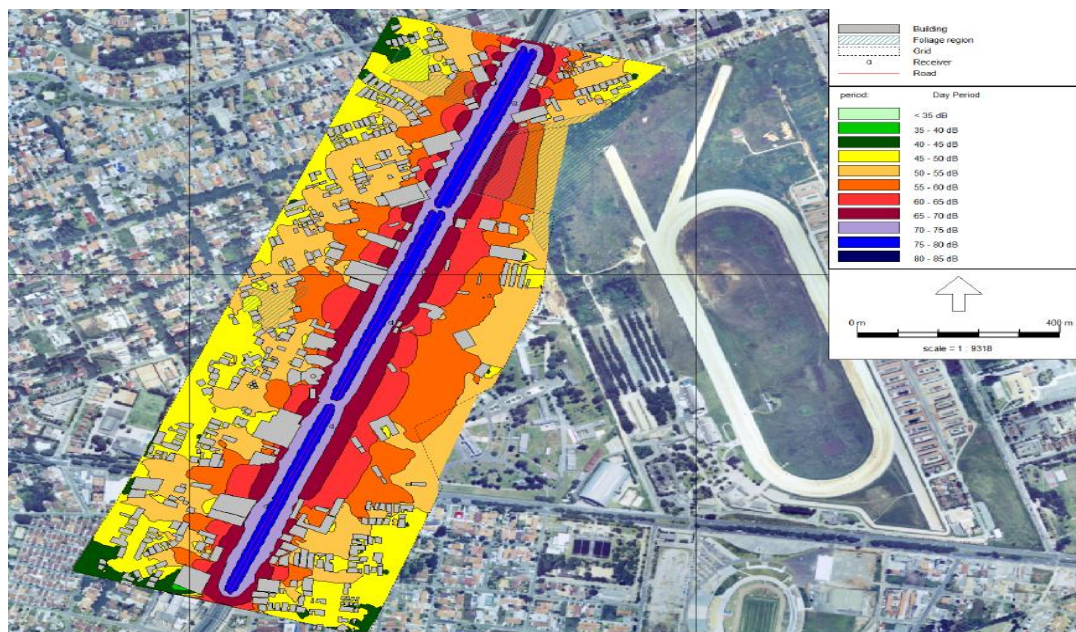 Building
Foliage region
Grid
Receiver
Road
period: Day Period
< 35 dB
35 - 40 dB
40 - 45 dB
45 - 50 dB
50 - 55 dB
55 - 60 dB
60 - 65 dB
65 - 70 dB
70 - 75 dB
75 - 80 dB
80 - 85 dB
0 m 400 m
scale = 1 : 9318